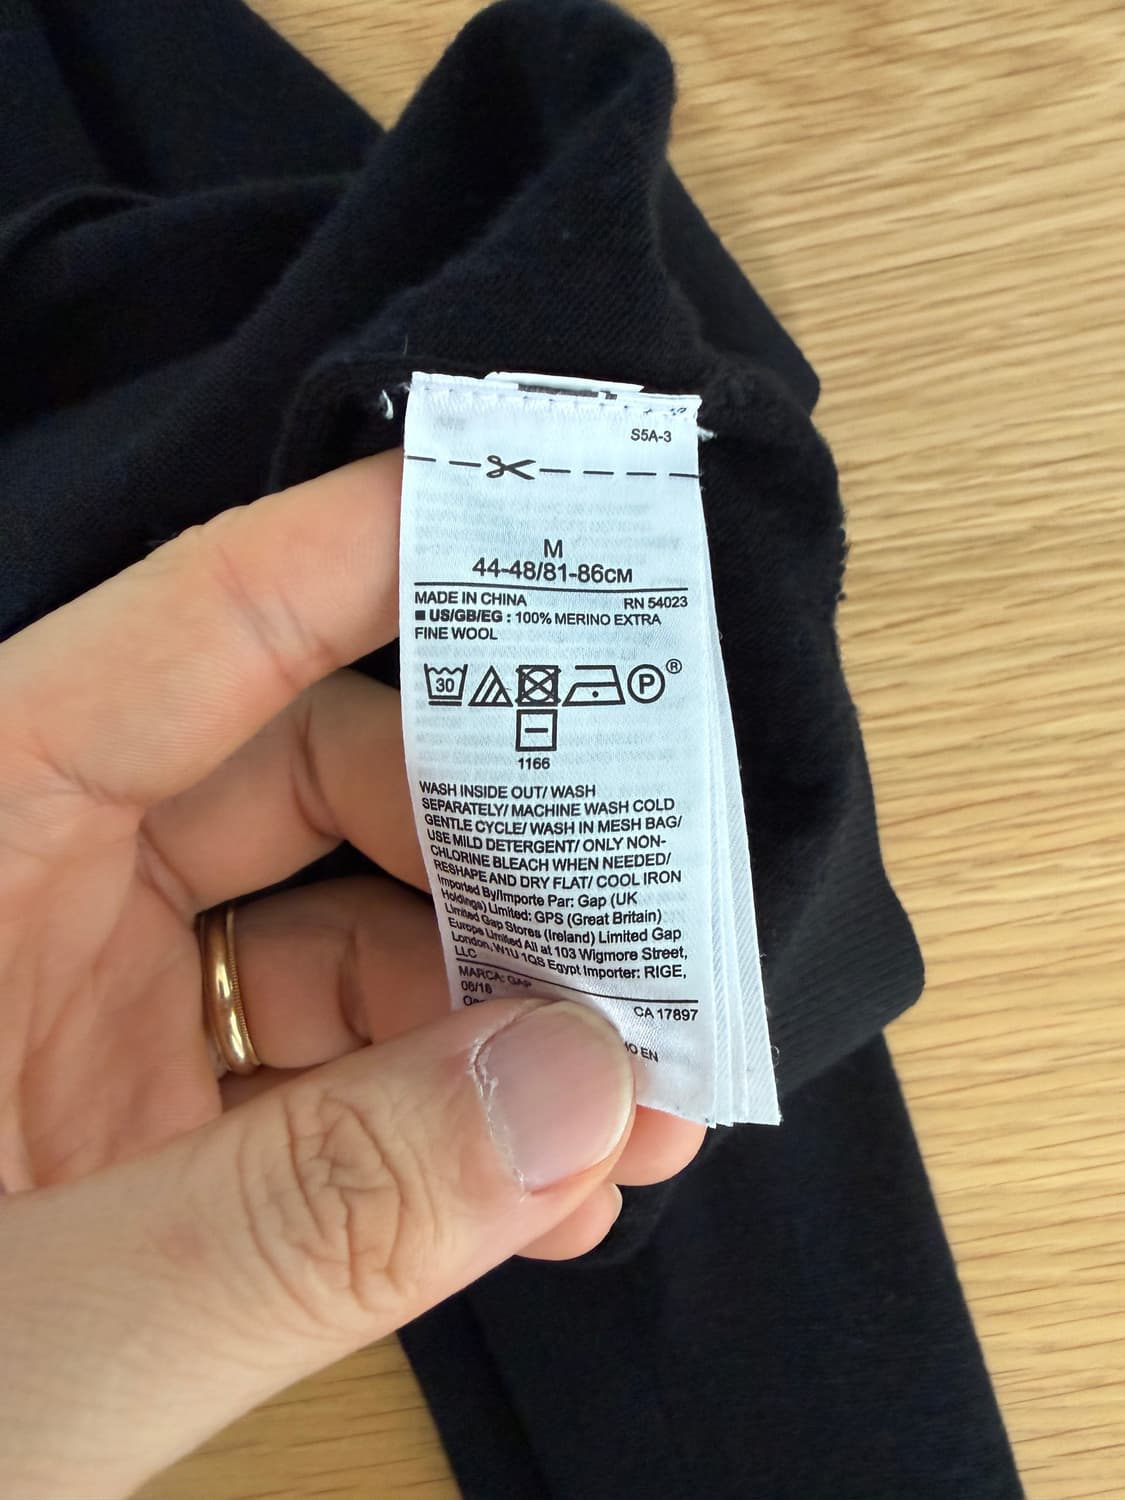 S5A-3
M
44-48/81-86CM
MADE IN CHINA RN 54023
US/GB/EG : 100% MERINO EXTRA
FINE WOOL
30 P ®
1166
WASH INSIDE OUT/ WASH
SEPARATELY/ MACHINE WASH COLD
GENTLE CYCLE/ WASH IN MESH BAG/
USE MILD DETERGENT/ ONLY NON-
CHLORINE BLEACH WHEN NEEDED/
RESHAPE AND DRY FLAT/ COOL IRON
Imported By/Importe Par: Gap (UK
Holdings) Limited: GPS (Great Britain)
Limited Gap Stores (Ireland) Limited Gap
Europe Limited All at 103 Wigmore Street,
London, W1U 1QS Egypt Importer: RIGE,
LLC
MARCA: GAP
06/16 CA 17897
EN